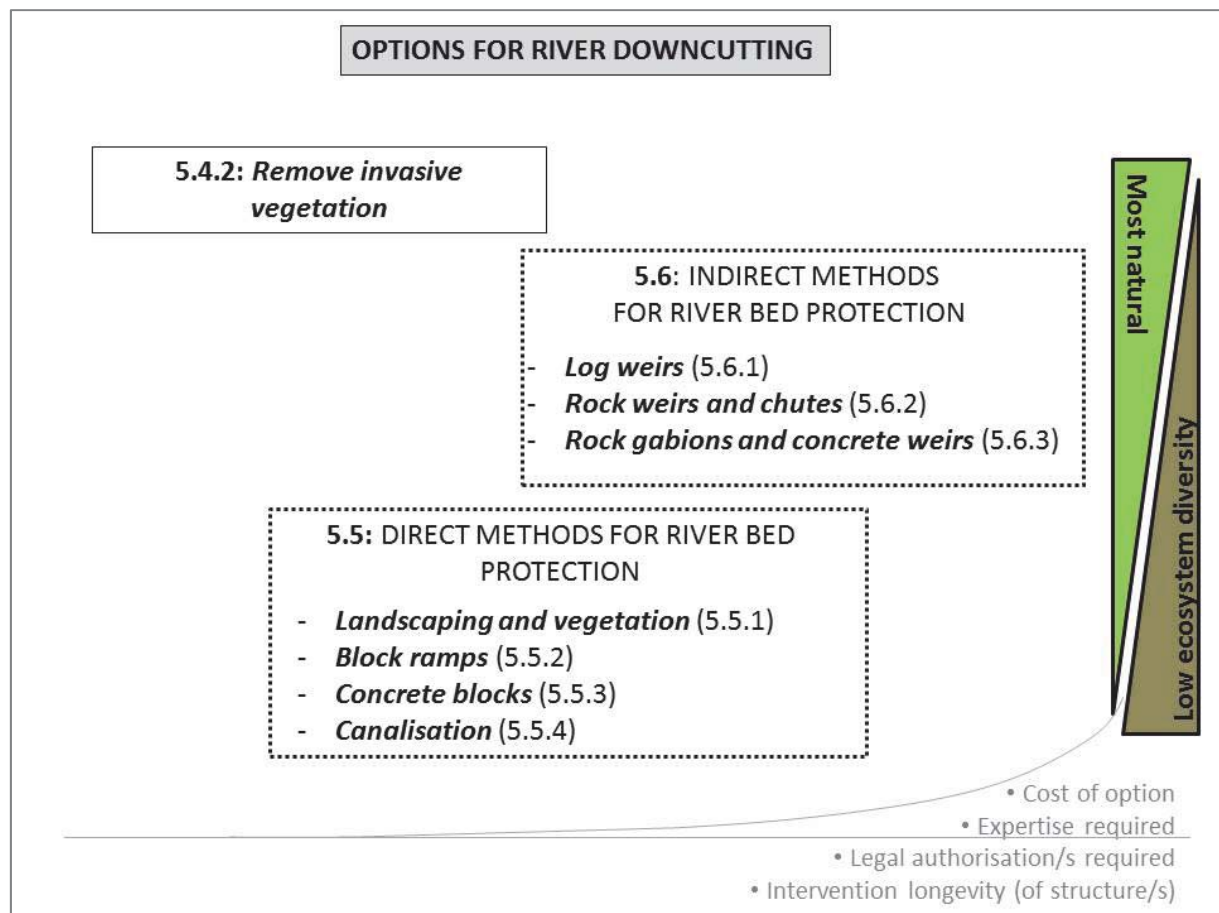 OPTIONS FOR RIVER DOWNCUTTING
5.4.2: Remove invasive
vegetation
5.6: INDIRECT METHODS
FOR RIVER BED PROTECTION
- Log weirs (5.6.1)
- Rock weirs and chutes (5.6.2)
- Rock gabions and concrete weirs (5.6.3)
5.5: DIRECT METHODS FOR RIVER BED
PROTECTION
- Landscaping and vegetation (5.5.1)
- Block ramps (5.5.2)
- Concrete blocks (5.5.3)
- Canalisation (5.5.4)
Most natural
Low ecosystem diversity
• Cost of option
• Expertise required
• Legal authorisation/s required
• Intervention longevity (of structure/s)